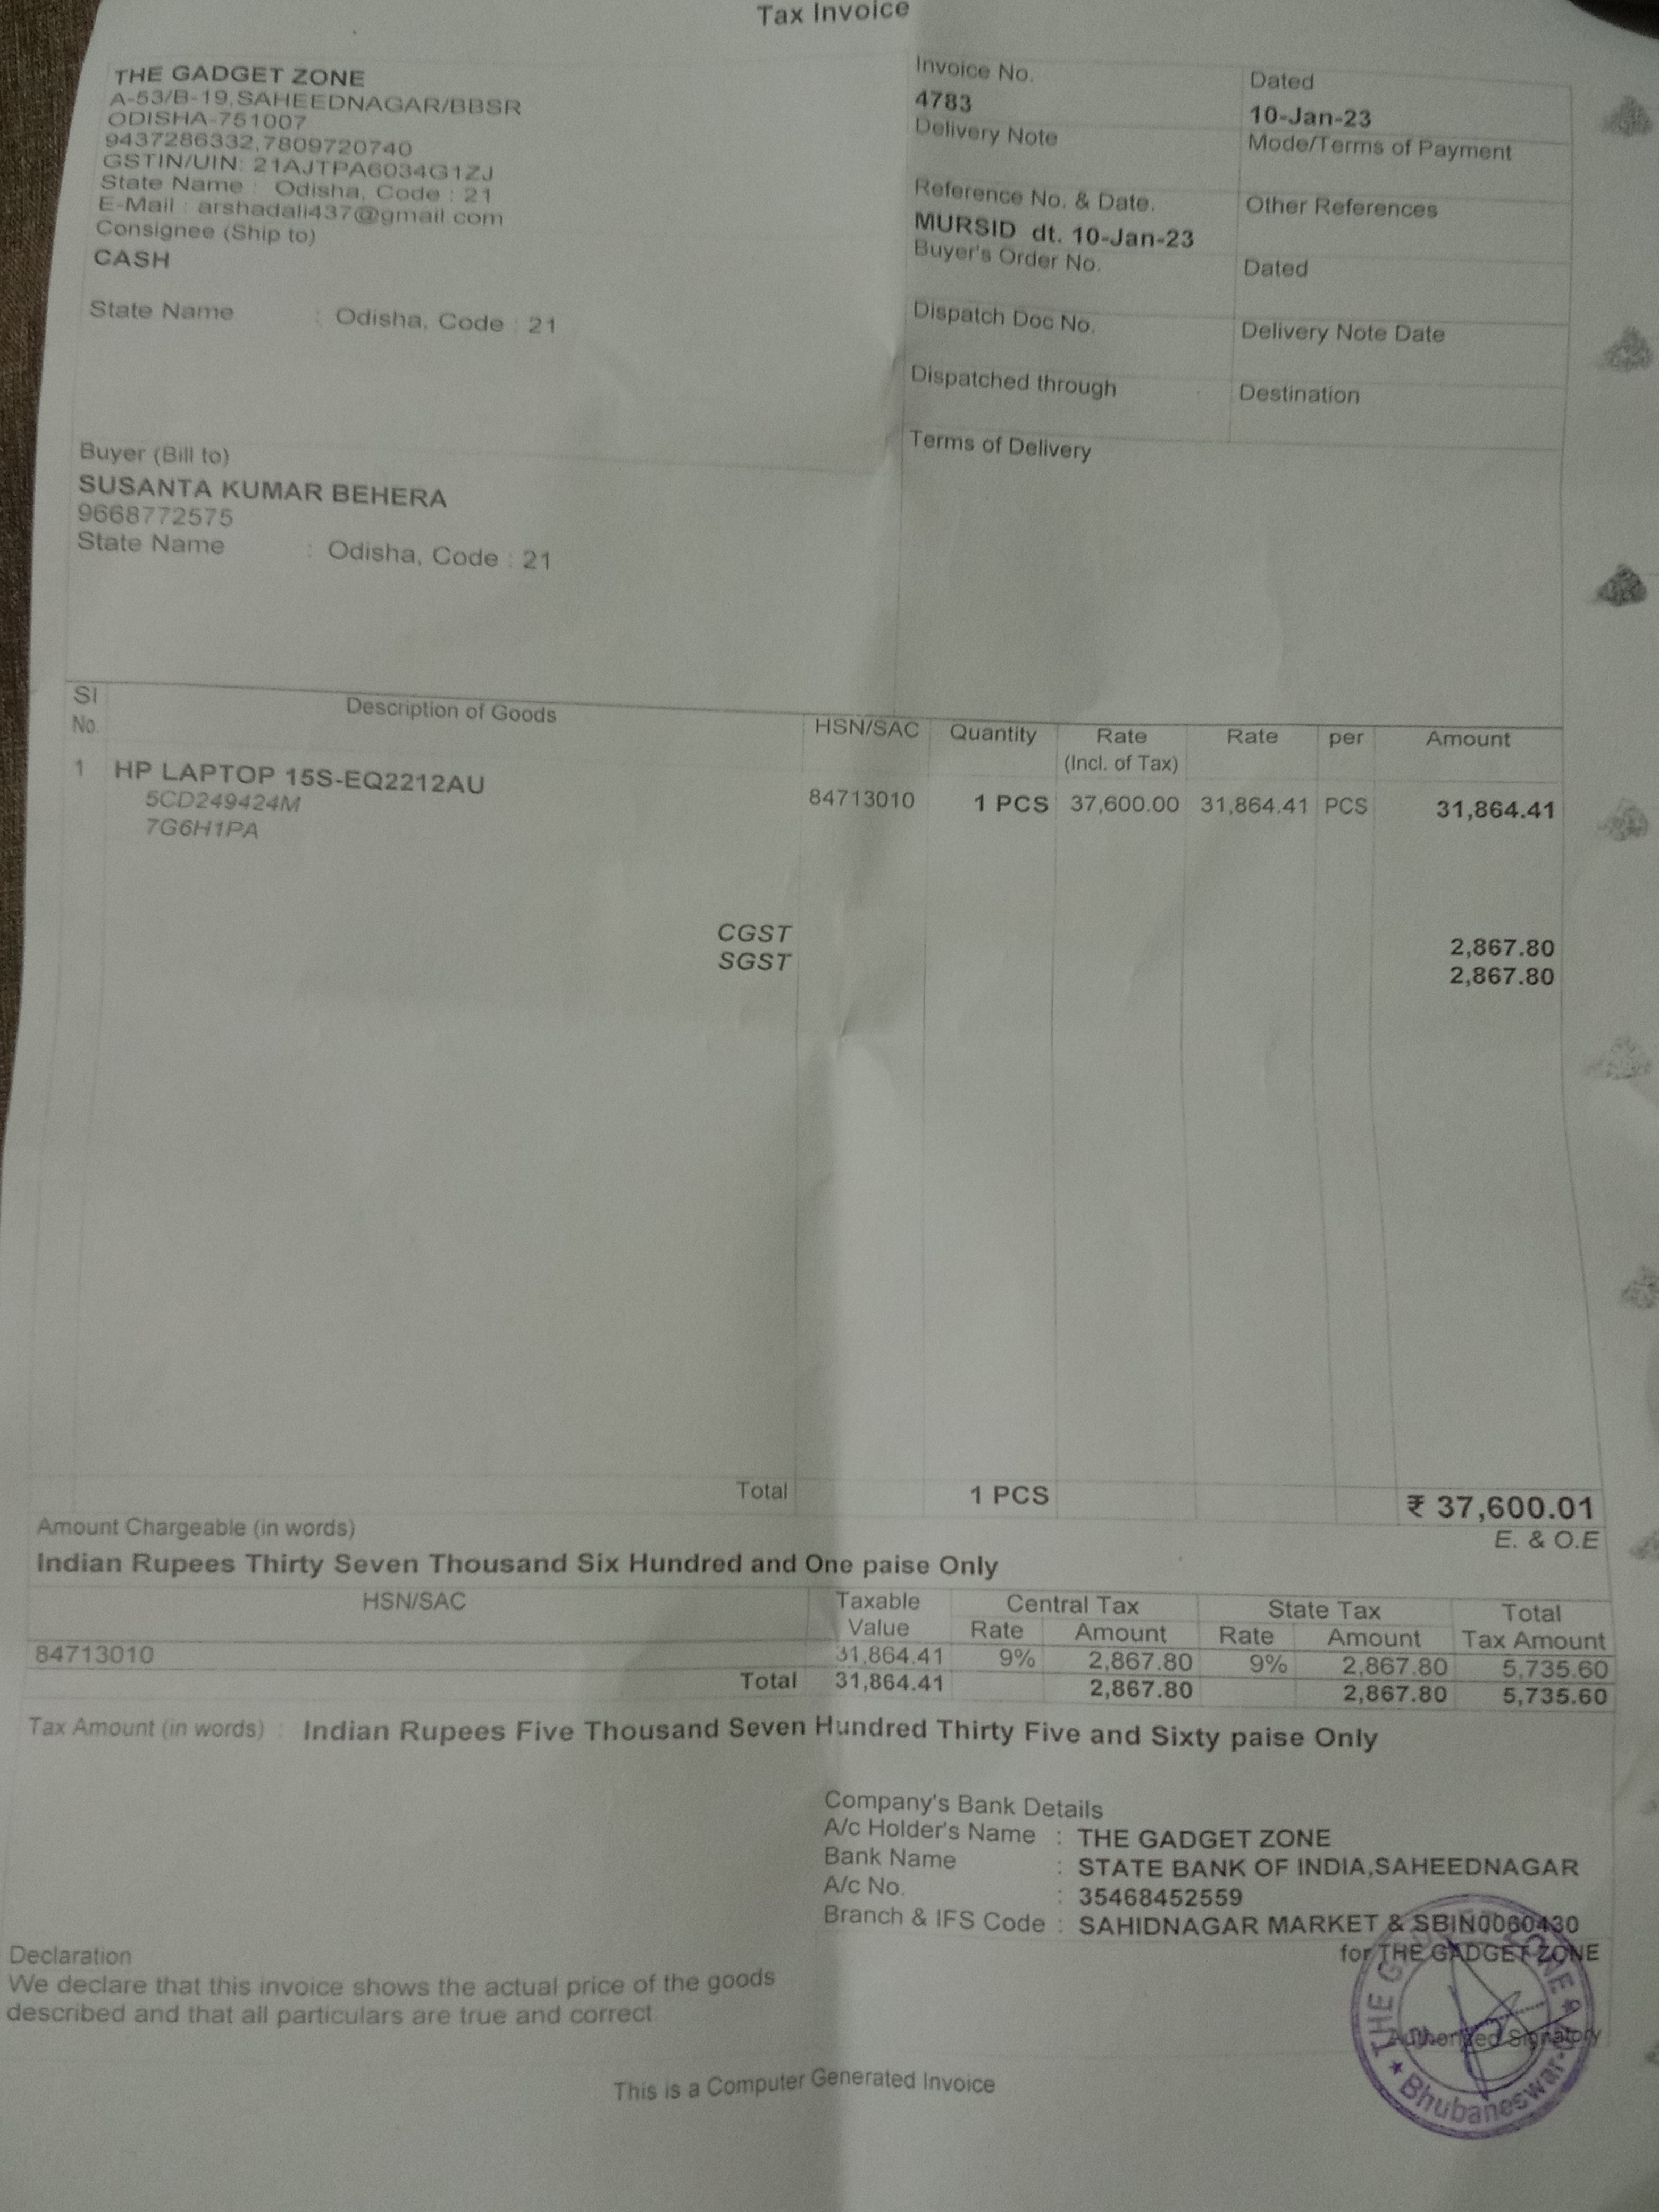 Tax Invoice
THE GADGET ZONE
A-53/B-19,SAHEEDNAGAR/BBSR
ODISHA-751007
9437286332,7809720740
GSTIN/UIN: 21AJTPA6034G1ZJ
State Name : Odisha, Code : 21
E-Mail : arshadali437@gmail.com
Consignee (Ship to)
CASH
State Name : Odisha, Code : 21
Buyer (Bill to)
SUSANTA KUMAR BEHERA
9668772575
State Name : Odisha, Code : 21
Invoice No. Dated
4783 10-Jan-23
Delivery Note Mode/Terms of Payment
Reference No. & Date. Other References
MURSID dt. 10-Jan-23
Buyer's Order No. Dated
Dispatch Doc No. Delivery Note Date
Dispatched through Destination
Terms of Delivery
Sl No. Description of Goods HSN/SAC Quantity Rate (Incl. of Tax) Rate per Amount
1 HP LAPTOP 15S-EQ2212AU 84713010 1 PCS 37,600.00 31,864.41 PCS 31,864.41
5CD249424M
7G6H1PA
CGST 2,867.80
SGST 2,867.80
Total 1 PCS ₹ 37,600.01
Amount Chargeable (in words) E. & O.E
Indian Rupees Thirty Seven Thousand Six Hundred and One paise Only
HSN/SAC Taxable Value Central Tax State Tax Total Tax Amount
Rate Amount Rate Amount
84713010 31,864.41 9% 2,867.80 9% 2,867.80 5,735.60
Total 31,864.41 2,867.80 2,867.80 5,735.60
Tax Amount (in words) : Indian Rupees Five Thousand Seven Hundred Thirty Five and Sixty paise Only
Company's Bank Details
A/c Holder's Name : THE GADGET ZONE
Bank Name : STATE BANK OF INDIA,SAHEEDNAGAR
A/c No. : 35468452559
Branch & IFS Code : SAHIDNAGAR MARKET & SBIN0060430
for THE GADGET ZONE
Authorized Signatory
THE GADGET ZONE
Bhubaneswar
Declaration
We declare that this invoice shows the actual price of the goods
described and that all particulars are true and correct.
This is a Computer Generated Invoice